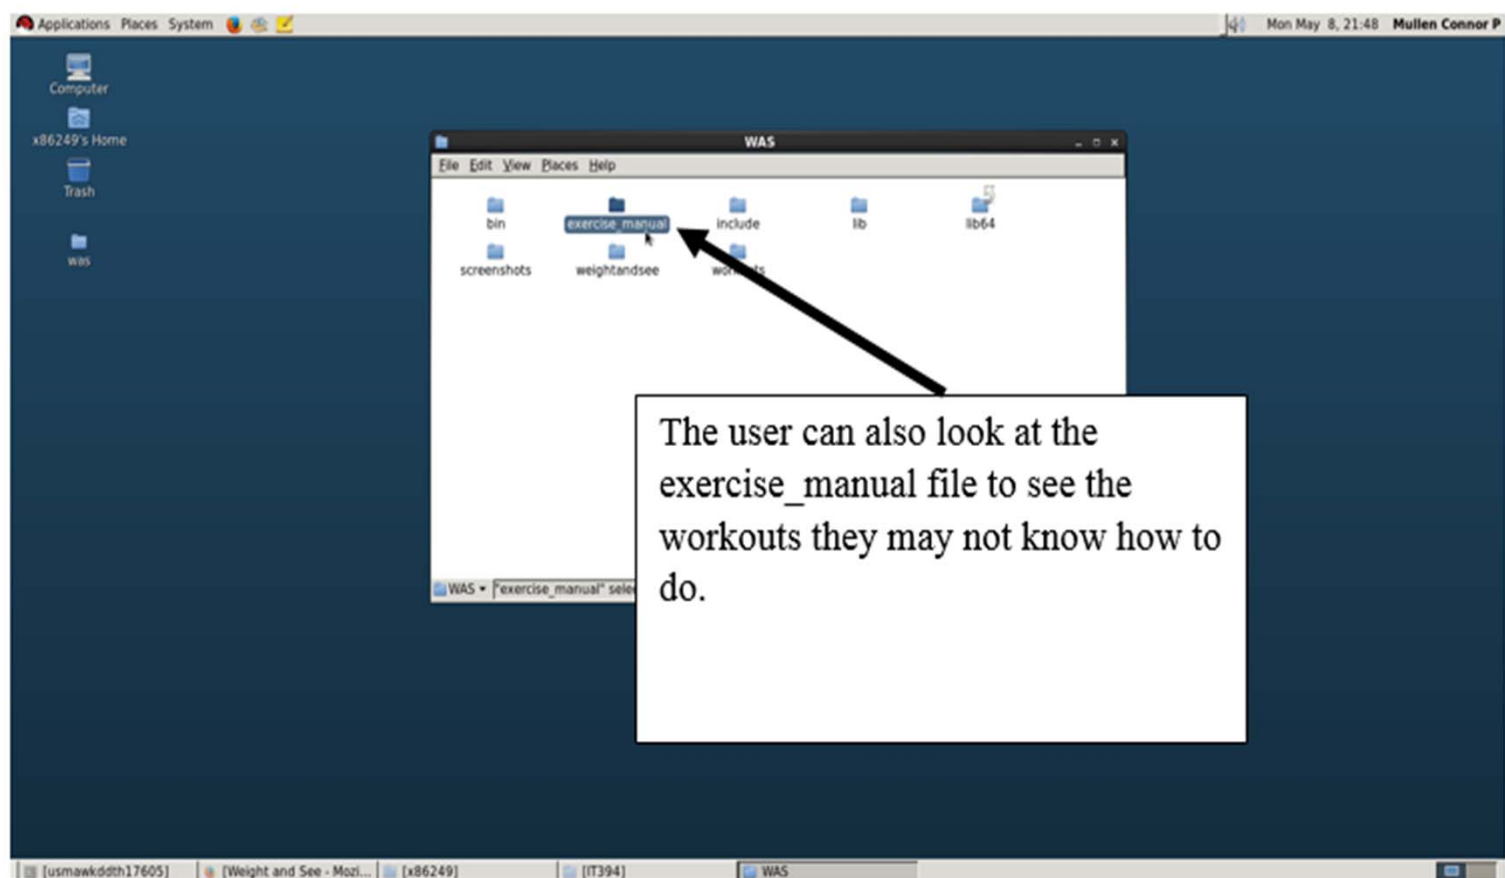 Applications Places System
Mon May 8, 21:48 Mullen Connor P
Computer
x86249's Home
Trash
was
WAS
File Edit View Places Help
bin exercise_manual include lib lib64
screenshots weightandsee
The user can also look at the
exercise_manual file to see the
workouts they may not know how to
do.
WAS "exercise_manual"
[usmawkddth17605] [Weight and See - Mozi... [x86249] [IT394] WAS